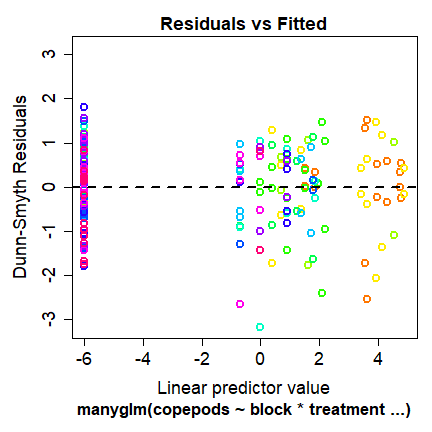 Residuals vs Fitted
Dunn-Smyth Residuals
3
2
1
0
-1
-2
-3
-6 -4 -2 0 2 4
Linear predictor value
manyglm(copepods ~ block * treatment ...)